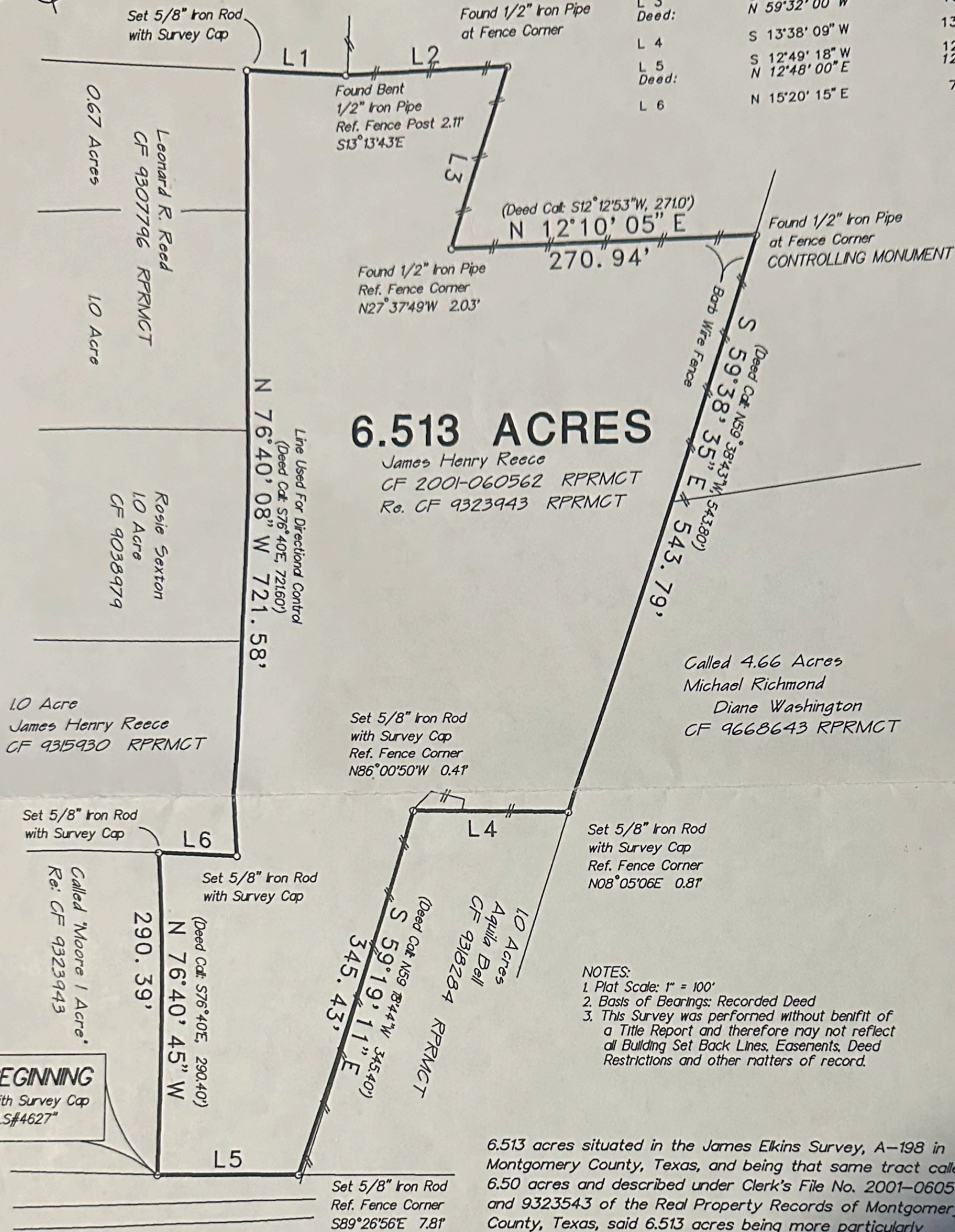 Set 5/8" Iron Rod
with Survey Cap
L1
L2
Found 1/2" Iron Pipe
at Fence Corner
Deed:
N 59°32' 00" W
L 4
S 13°38' 09" W
L 5
S 12°49' 18" W
Deed:
N 12°48' 00" E
L 6
N 15°20' 15" E
Found Bent
1/2" Iron Pipe
Ref. Fence Post 2.11'
S13°13'43"E
L3
0.67 Acres
Leonard R. Reed
CF 9307796 RPRMCT
1.0 Acre
(Deed Call: S12°12'53"W, 271.0')
N 12°10' 05" E
270.94'
Found 1/2" Iron Pipe
at Fence Corner
CONTROLLING MONUMENT
Found 1/2" Iron Pipe
Ref. Fence Corner
N27°37'49"W 2.03'
Barb Wire Fence
(Deed Call: N59°38'43"W, 543.80')
S 59°38' 35" E 543.79'
6.513 ACRES
James Henry Reece
CF 2001-060562 RPRMCT
Re. CF 9323943 RPRMCT
Line Used For Directional Control
(Deed Call: S76°40'E, 721.60')
N 76°40' 08" W 721.58'
Rosie Sexton
1.0 Acre
CF 9038979
1.0 Acre
James Henry Reece
CF 9315930 RPRMCT
Called 4.66 Acres
Michael Richmond
Diane Washington
CF 9668643 RPRMCT
Set 5/8" Iron Rod
with Survey Cap
Ref. Fence Corner
N86°00'50"W 0.41'
L4
Set 5/8" Iron Rod
with Survey Cap
L6
Set 5/8" Iron Rod
with Survey Cap
Set 5/8" Iron Rod
with Survey Cap
Ref. Fence Corner
N08°05'06"E 0.81'
1.0 Acres
Aquila Bell
CF 9318284 RPRMCT
(Deed Call: N59°18'44"W 345.40')
S 59°19' 11" E
345.43'
(Deed Call: S76°40'E, 290.40')
N 76°40' 45" W
290.39'
Called "Moore 1 Acre"
Re: CF 9323943
NOTES:
1. Plat Scale: 1" = 100'
2. Basis of Bearings: Recorded Deed
3. This Survey was performed without benifit of
a Title Report and therefore may not reflect
all Building Set Back Lines, Easements, Deed
Restrictions and other matters of record.
EGINNING
th Survey Cap
S#4627"
L5
Set 5/8" Iron Rod
Ref. Fence Corner
S89°26'56"E 7.81'
6.513 acres situated in the James Elkins Survey, A-198 in
Montgomery County, Texas, and being that same tract calle
6.50 acres and described under Clerk's File No. 2001-0605
and 9323543 of the Real Property Records of Montgomer
County, Texas, said 6.513 acres being more particularly